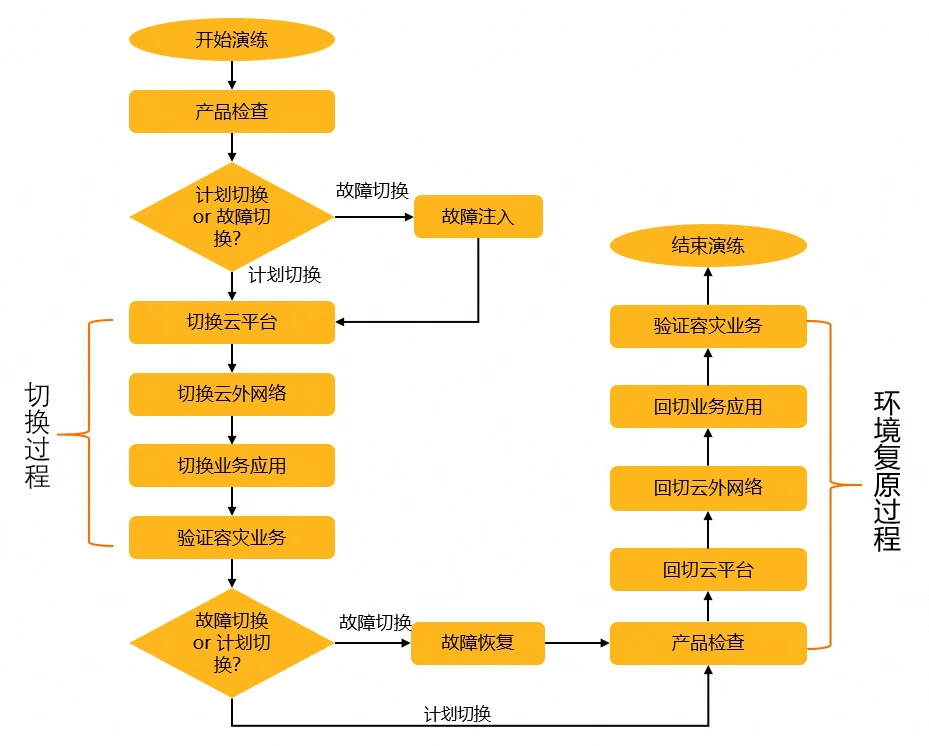 开始演练
产品检查
计划切换
or 故障切
换?
故障切换
故障注入
计划切换
切换云平台
切换云外网络
切换业务应用
验证容灾业务
切换过程
故障切换
or 计划切
换?
故障切换
故障恢复
计划切换
产品检查
回切云平台
回切云外网络
回切业务应用
验证容灾业务
结束演练
环境复原过程